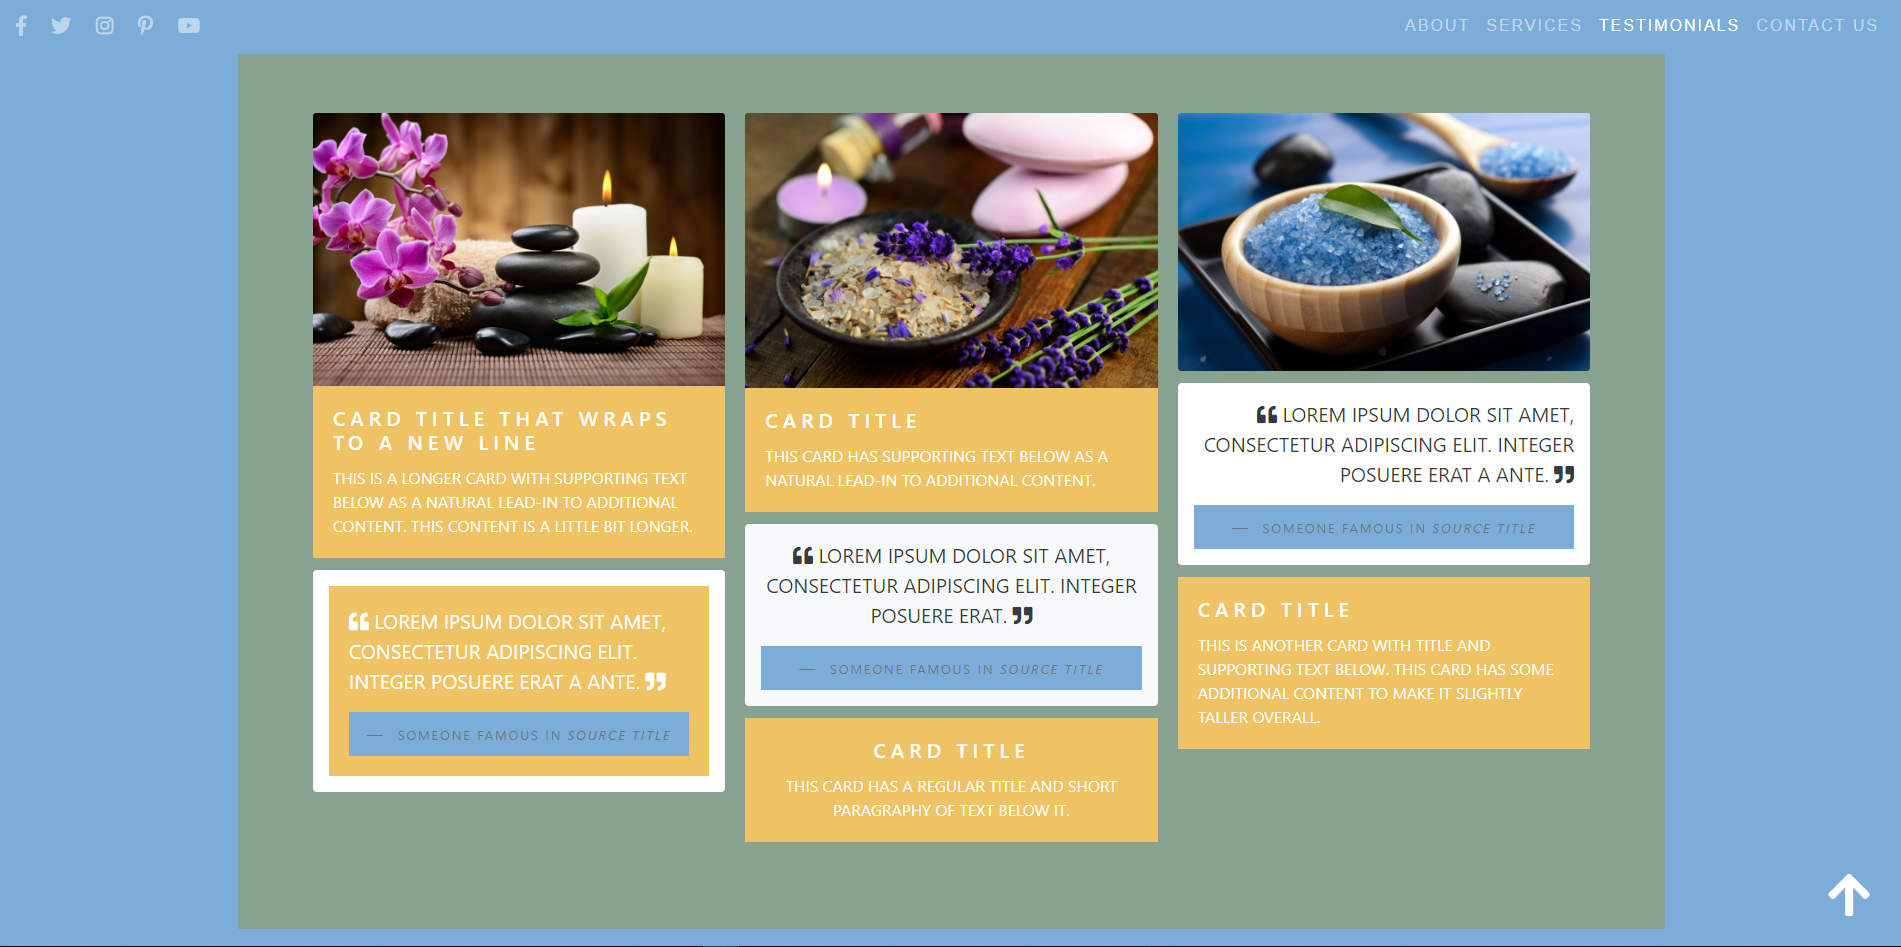 ABOUT SERVICES TESTIMONIALS CONTACT US
CARD TITLE THAT WRAPS
TO A NEW LINE
THIS IS A LONGER CARD WITH SUPPORTING TEXT
BELOW AS A NATURAL LEAD-IN TO ADDITIONAL
CONTENT. THIS CONTENT IS A LITTLE BIT LONGER.
❝ LOREM IPSUM DOLOR SIT AMET,
CONSECTETUR ADIPISCING ELIT.
INTEGER POSUERE ERAT A ANTE. ❞
— SOMEONE FAMOUS IN SOURCE TITLE
CARD TITLE
THIS CARD HAS SUPPORTING TEXT BELOW AS A
NATURAL LEAD-IN TO ADDITIONAL CONTENT.
❝ LOREM IPSUM DOLOR SIT AMET,
CONSECTETUR ADIPISCING ELIT. INTEGER
POSUERE ERAT. ❞
— SOMEONE FAMOUS IN SOURCE TITLE
CARD TITLE
THIS CARD HAS A REGULAR TITLE AND SHORT
PARAGRAPHY OF TEXT BELOW IT.
❝ LOREM IPSUM DOLOR SIT AMET,
CONSECTETUR ADIPISCING ELIT. INTEGER
POSUERE ERAT A ANTE. ❞
— SOMEONE FAMOUS IN SOURCE TITLE
CARD TITLE
THIS IS ANOTHER CARD WITH TITLE AND
SUPPORTING TEXT BELOW. THIS CARD HAS SOME
ADDITIONAL CONTENT TO MAKE IT SLIGHTLY
TALLER OVERALL.